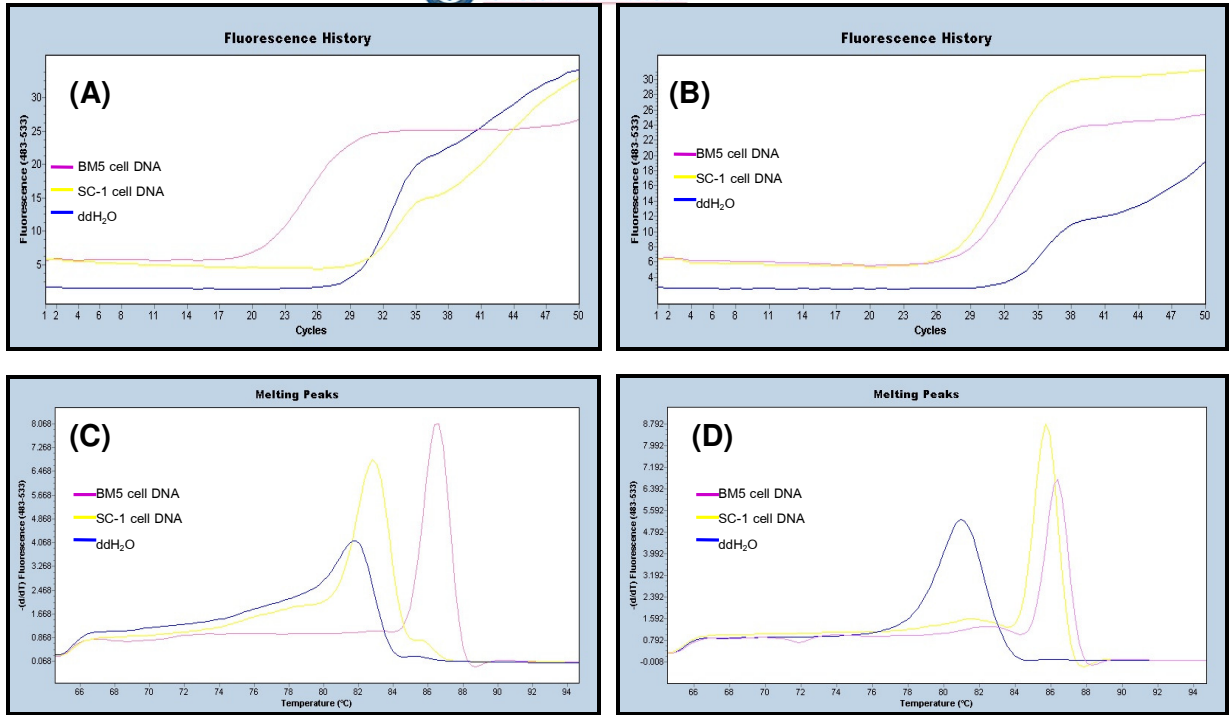 Fluorescence History
(A)
Fluorescence (483-533)
30
25
20
15
10
5
BM5 cell DNA
SC-1 cell DNA
ddH₂O
1 2 4 6 8 11 14 17 20 23 26 29 32 35 38 41 44 47 50
Cycles
Fluorescence History
(B)
Fluorescence (483-533)
30
28
26
24
22
20
18
16
14
12
10
8
6
4
BM5 cell DNA
SC-1 cell DNA
ddH₂O
1 2 4 6 8 11 14 17 20 23 26 29 32 35 38 41 44 47 50
Cycles
Melting Peaks
(C)
-(d/dT) Fluorescence (483-533)
8.068
7.268
6.468
5.668
4.868
4.068
3.268
2.468
1.668
0.868
0.068
BM5 cell DNA
SC-1 cell DNA
ddH₂O
66 68 70 72 74 76 78 80 82 84 86 88 90 92 94
Temperature (°C)
Melting Peaks
(D)
-(d/dT) Fluorescence (483-533)
8.792
7.992
7.192
6.392
5.592
4.792
3.992
3.192
2.392
1.592
0.792
-0.008
BM5 cell DNA
SC-1 cell DNA
ddH₂O
66 68 70 72 74 76 78 80 82 84 86 88 90 92 94
Temperature (°C)